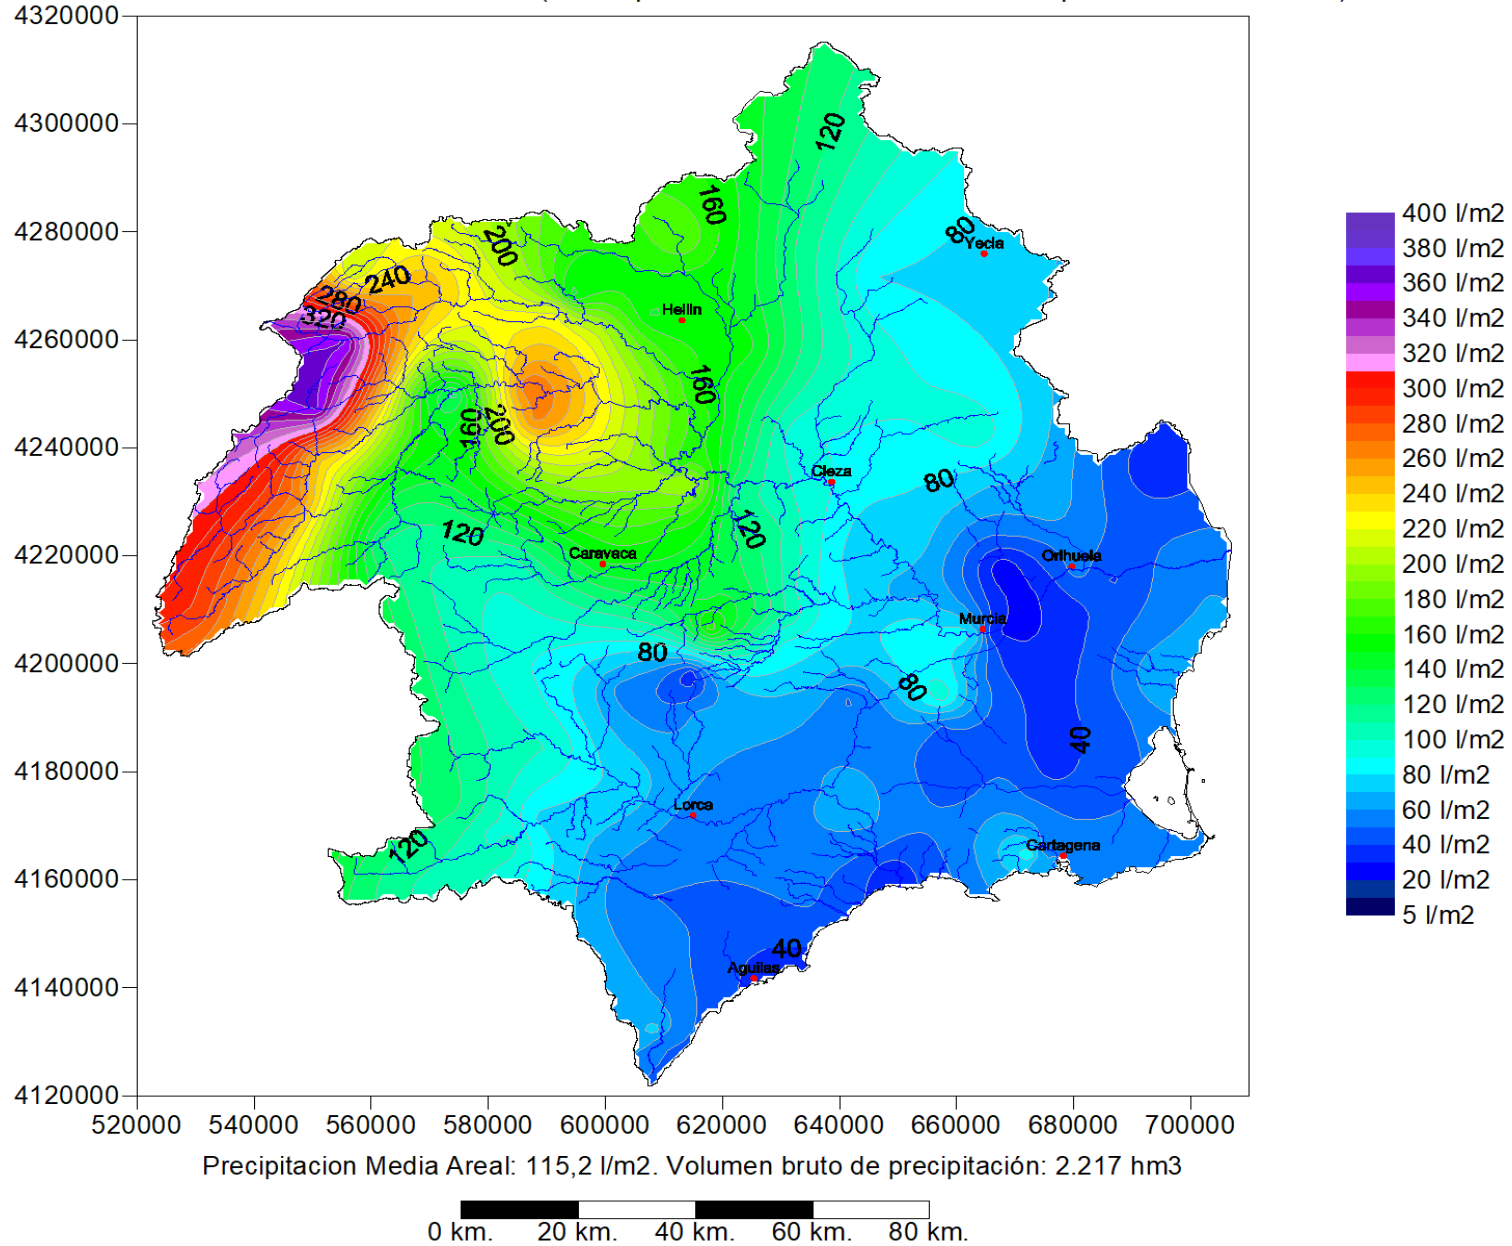 4320000
4300000
120
160
400 l/m2
380 l/m2
80
Yecla
4280000
200
360 l/m2
240
280
340 l/m2
Hellin
320
320 l/m2
4260000
300 l/m2
160
280 l/m2
160
200
260 l/m2
4240000
Cieza
80
240 l/m2
220 l/m2
120
120
200 l/m2
4220000
Caravaca
Orihuela
180 l/m2
Murcia
160 l/m2
4200000
80
140 l/m2
80
120 l/m2
40
100 l/m2
4180000
80 l/m2
Lorca
60 l/m2
120
Cartagena
40 l/m2
4160000
20 l/m2
5 l/m2
40
Aguilas
4140000
4120000
520000 540000 560000 580000 600000 620000 640000 660000 680000 700000
Precipitacion Media Areal: 115,2 l/m2. Volumen bruto de precipitación: 2.217 hm3
0 km. 20 km. 40 km. 60 km. 80 km.